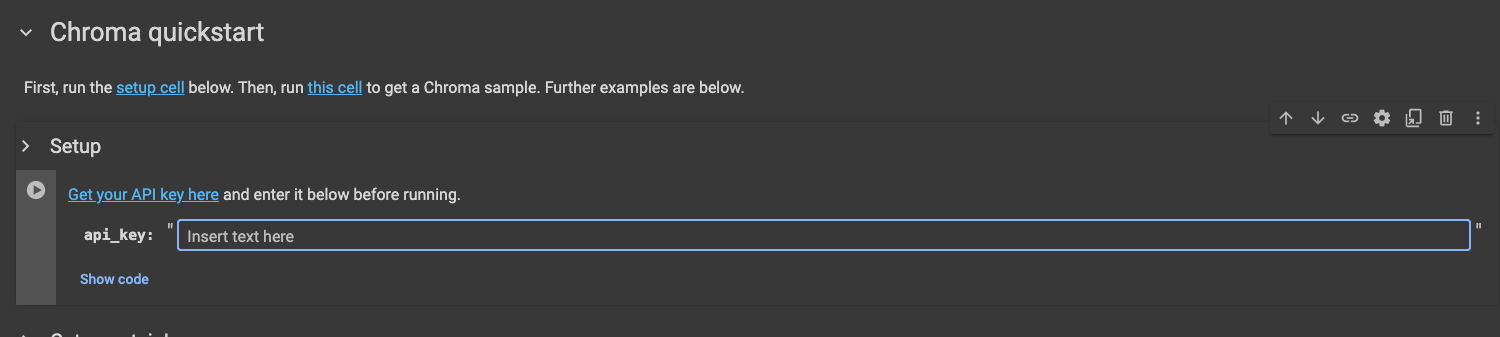 Chroma quickstart
First, run the setup cell below. Then, run this cell to get a Chroma sample. Further examples are below.
Setup
Get your API key here and enter it below before running.
api_key: "Insert text here"
Show code